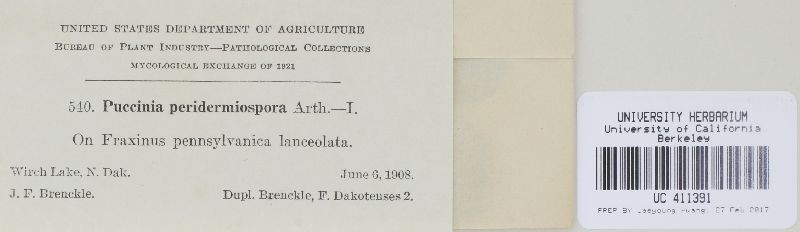 UNITED STATES DEPARTMENT OF AGRICULTURE
BUREAU OF PLANT INDUSTRY—PATHOLOGICAL COLLECTIONS
MYCOLOGICAL EXCHANGE OF 1921
540. Puccinia peridermiospora Arth.—I.
On Fraxinus pennsylvanica lanceolata.
Wirch Lake, N. Dak. June 6, 1908.
J. F. Brenckle. Dupl. Brenckle, F. Dakotenses 2.
UNIVERSITY HERBARIUM
University of California
Berkeley
UC 411391
PREP BY Jaeyoung Hwang, 27 Feb 2017